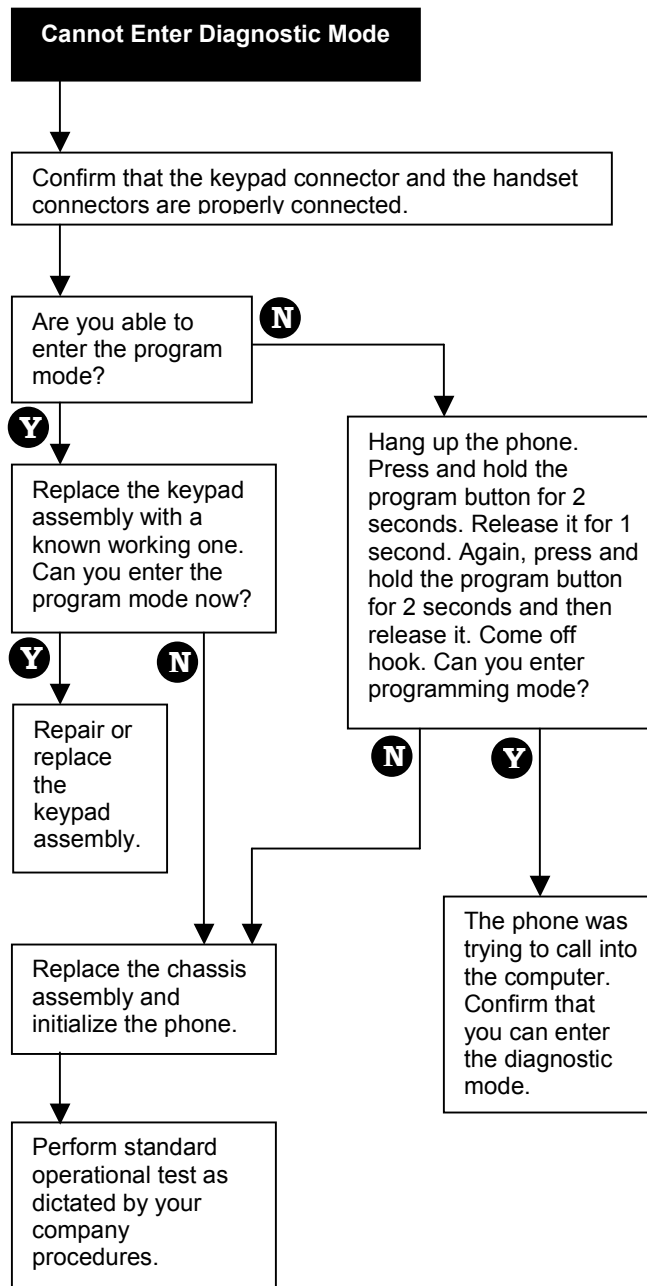 Cannot Enter Diagnostic Mode
Confirm that the keypad connector and the handset
connectors are properly connected.
Are you able to
enter the program
mode?
N
Y
Hang up the phone.
Press and hold the
program button for 2
seconds. Release it for 1
second. Again, press and
hold the program button
for 2 seconds and then
release it. Come off
hook. Can you enter
programming mode?
Replace the keypad
assembly with a
known working one.
Can you enter the
program mode now?
Y
N
N
Y
Repair or
replace
the
keypad
assembly.
The phone was
trying to call into
the computer.
Confirm that
you can enter
the diagnostic
mode.
Replace the chassis
assembly and
initialize the phone.
Perform standard
operational test as
dictated by your
company
procedures.